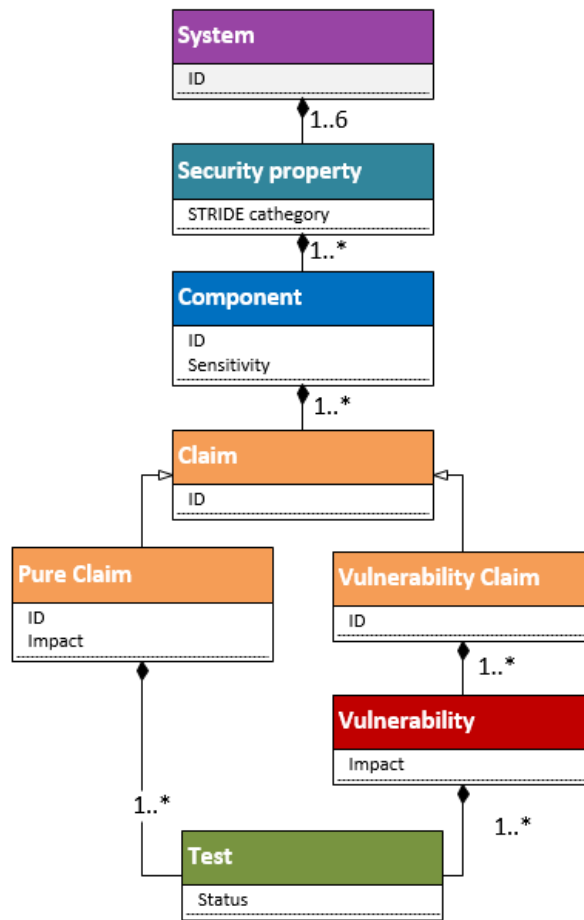 System
ID
1..6
Security property
STRIDE cathegory
1..*
Component
ID
Sensitivity
1..*
Claim
ID
Pure Claim
ID
Impact
Vulnerability Claim
ID
1..*
Vulnerability
Impact
1..*
1..*
Test
Status